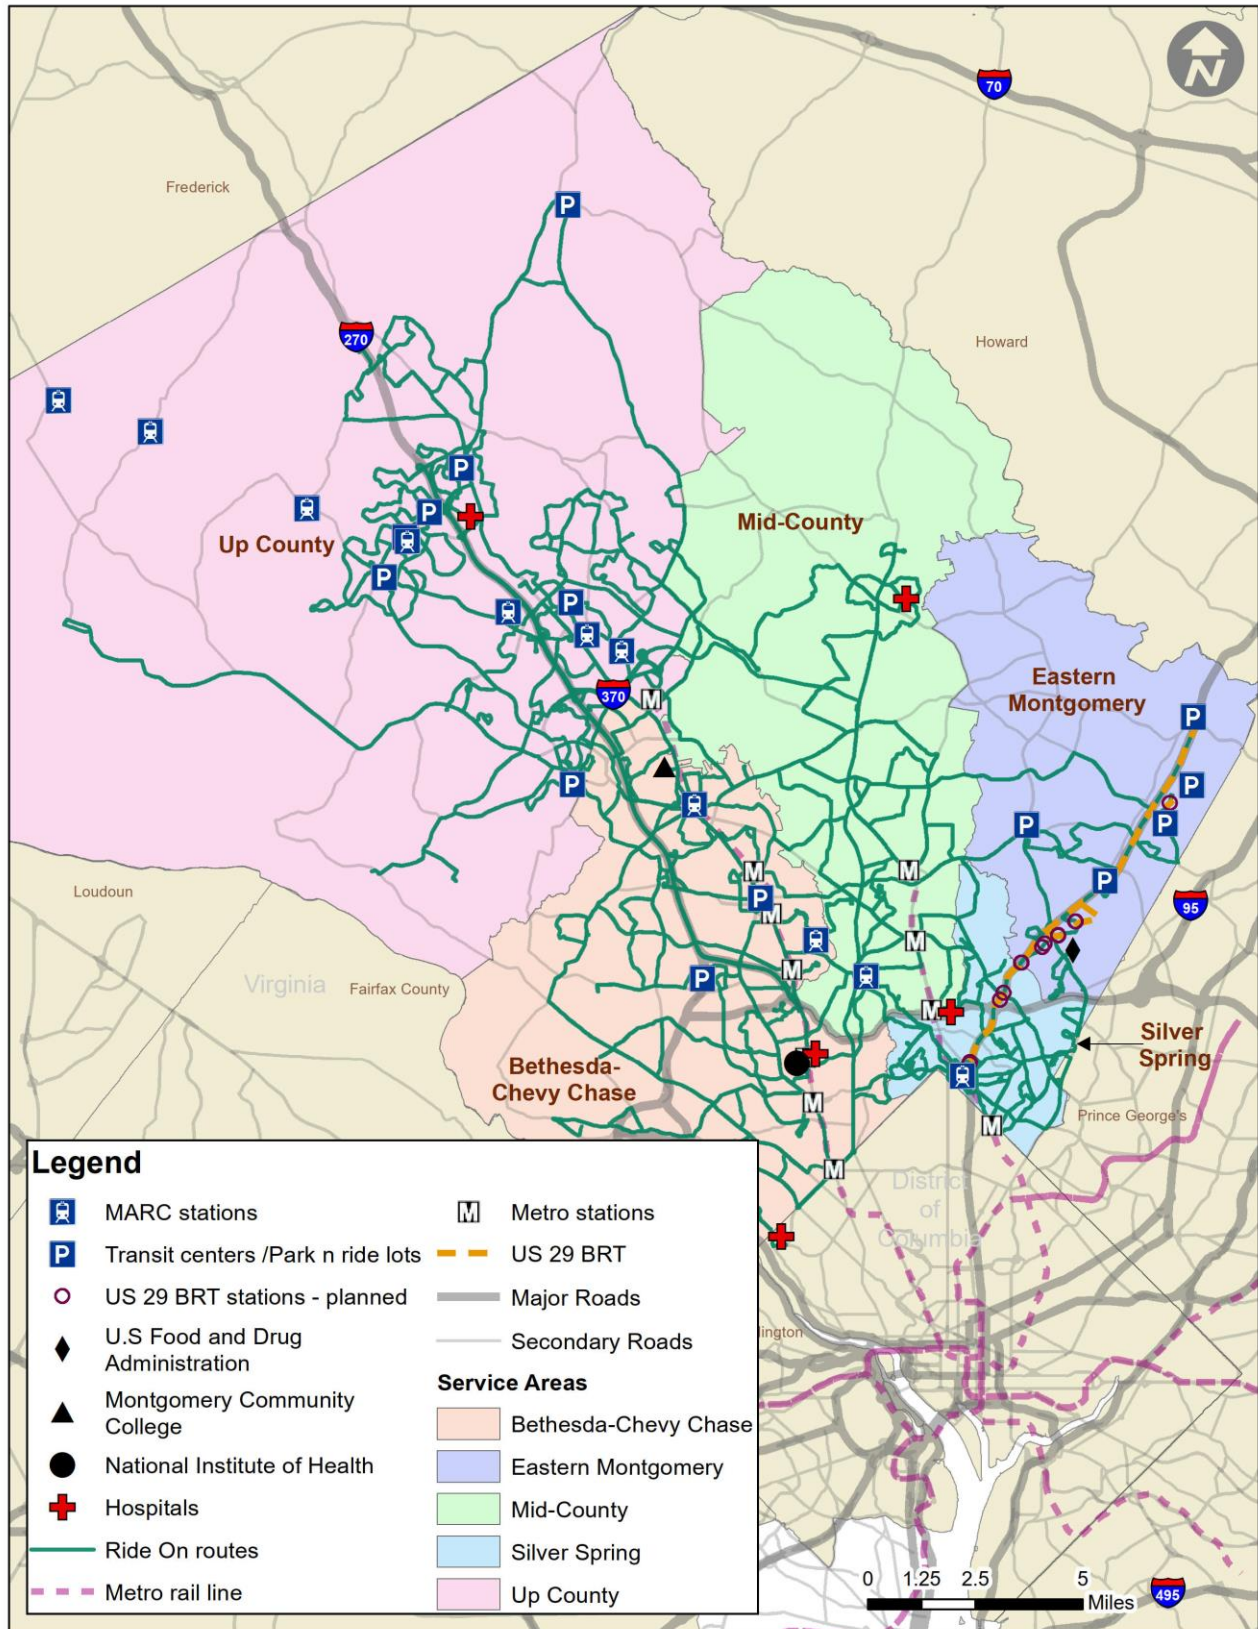 N
70
Frederick
P
270
Howard
P
Mid-County
P
Up County
P
P
Eastern
Montgomery
370
M
P
P
P
P
P
M
M
Loudoun
P
M
P
95
M
M
Virginia
Fairfax County
P
M
M
Silver
Spring
Bethesda-
Chevy Chase
M
M
Prince George's
M
District
of
Columbia
lington
Legend
MARC stations
P Transit centers /Park n ride lots
US 29 BRT stations - planned
U.S Food and Drug
Administration
Montgomery Community
College
National Institute of Health
Hospitals
Ride On routes
Metro rail line
M Metro stations
US 29 BRT
Major Roads
Secondary Roads
Service Areas
Bethesda-Chevy Chase
Eastern Montgomery
Mid-County
Silver Spring
Up County
0 1.25 2.5 5
Miles
495